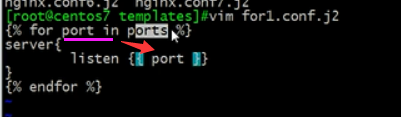 nginx.conf6.j2  nginx.conf7.j2
[root@centos7 templates]#vim for1.conf.j2
{% for port in ports %}
server{
        listen {{ port }}
}
{% endfor %}
~
~